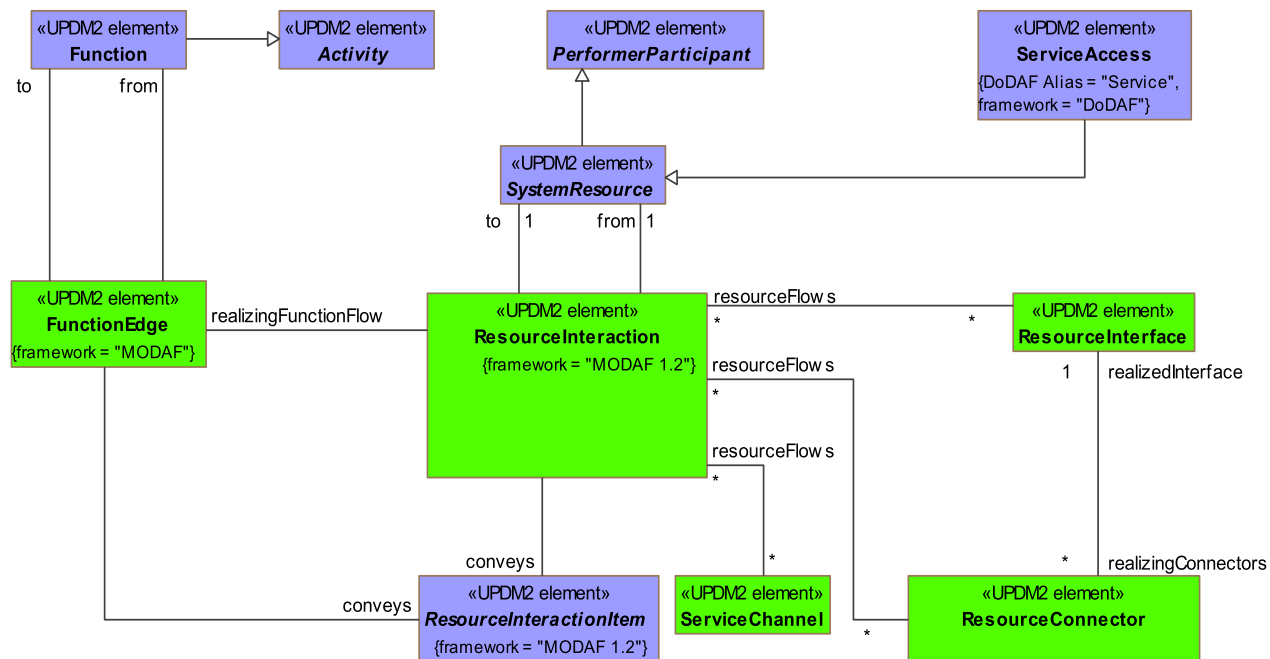 «UPDM2 element»
Function
«UPDM2 element»
Activity
«UPDM2 element»
PerformerParticipant
«UPDM2 element»
ServiceAccess
{DoDAF Alias = "Service",
framework = "DoDAF"}
to
from
«UPDM2 element»
SystemResource
to
1
from
1
«UPDM2 element»
FunctionEdge
{framework = "MODAF"}
realizingFunctionFlow
«UPDM2 element»
ResourceInteraction
{framework = "MODAF 1.2"}
resourceFlows
*
*
«UPDM2 element»
ResourceInterface
resourceFlows
*
1
realizedInterface
resourceFlows
*
conveys
*
*
realizingConnectors
conveys
«UPDM2 element»
ResourceInteractionItem
{framework = "MODAF 1.2"}
«UPDM2 element»
ServiceChannel
*
«UPDM2 element»
ResourceConnector